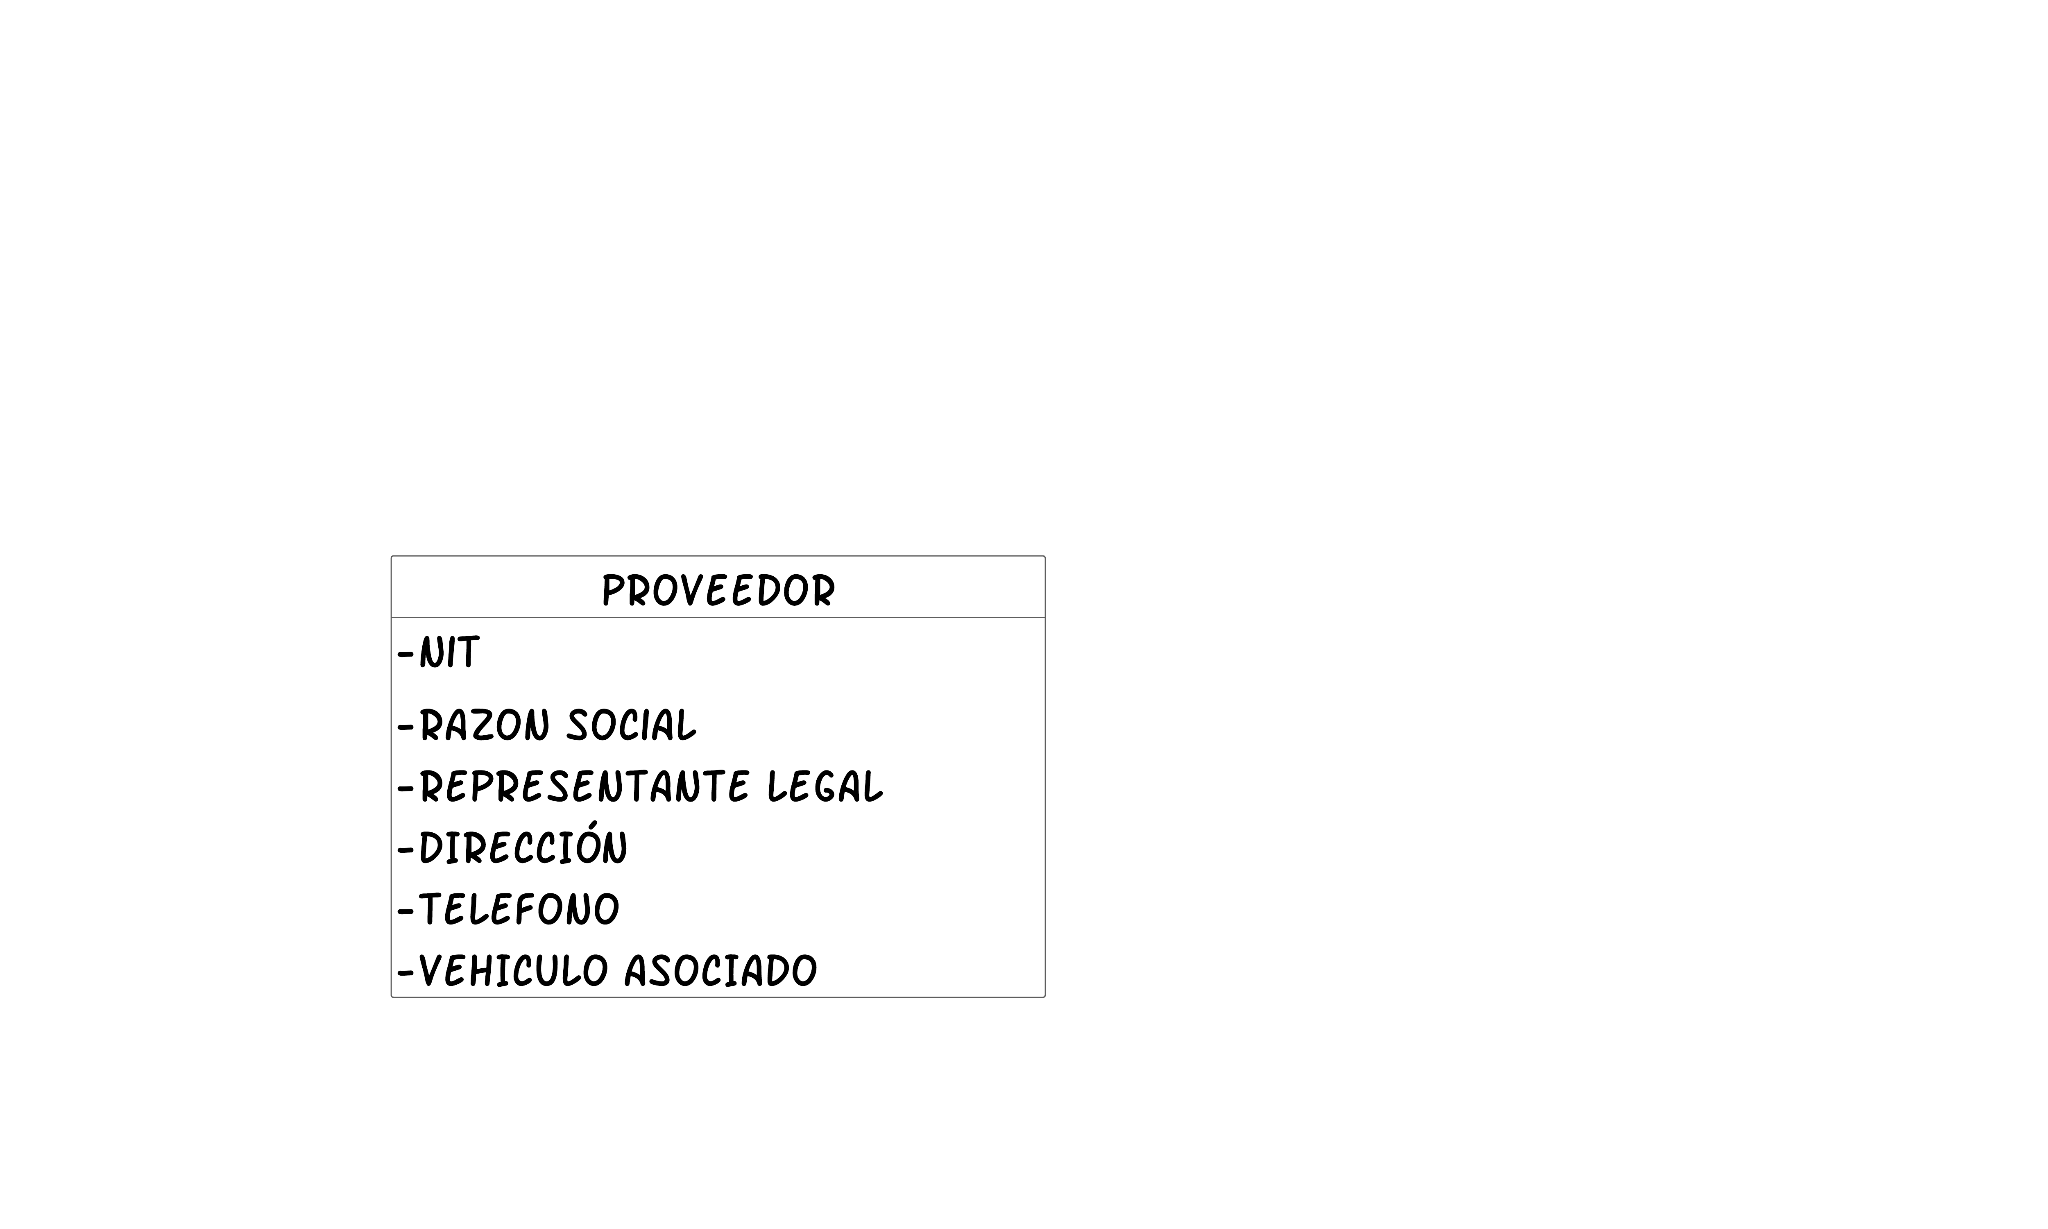 PROVEEDOR
-NIT
-RAZON SOCIAL
-REPRESENTANTE LEGAL
-DIRECCIÓN
-TELEFONO
-VEHICULO ASOCIADO